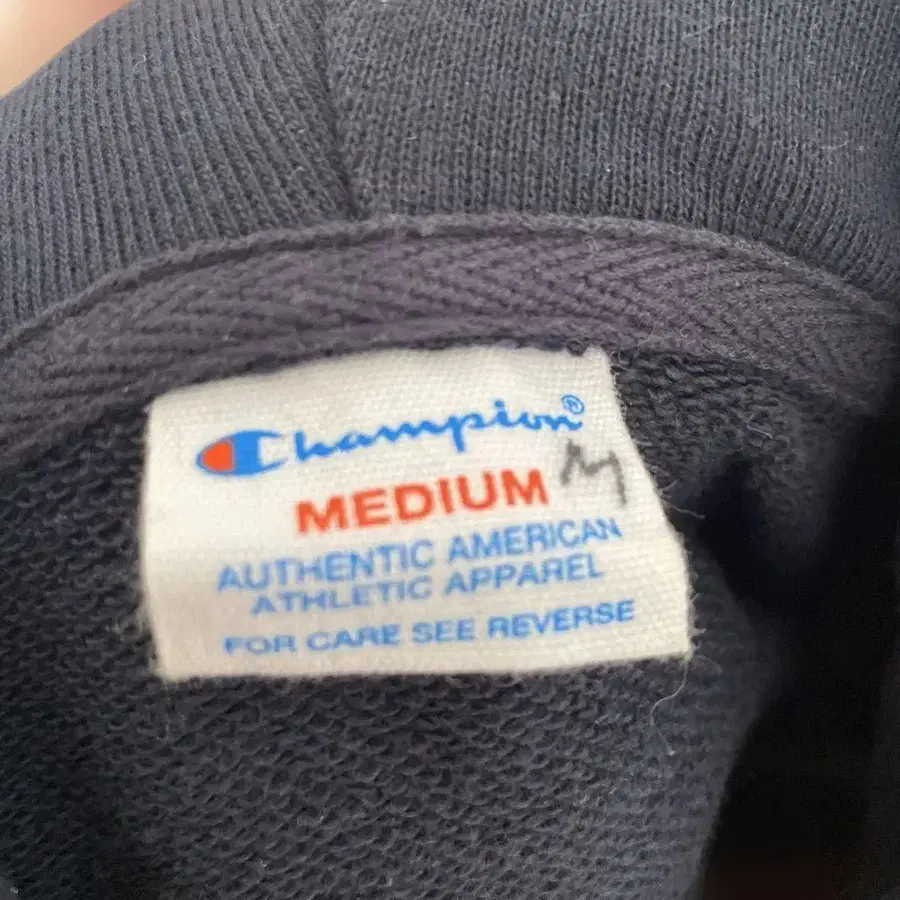 Champion®
MEDIUM M
AUTHENTIC AMERICAN
ATHLETIC APPAREL
FOR CARE SEE REVERSE